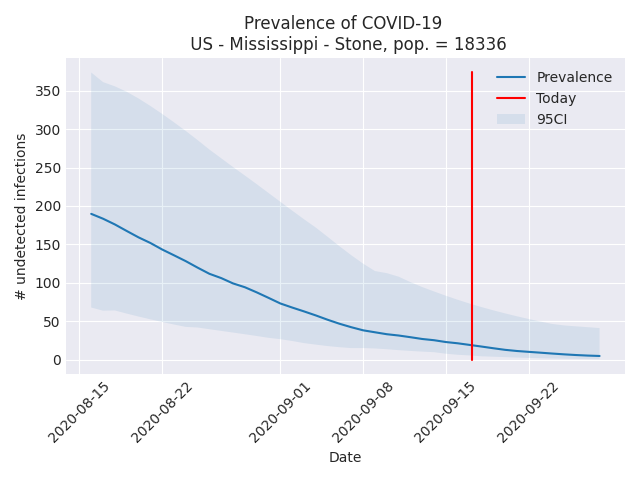 Prevalence of COVID-19
US - Mississippi - Stone, pop. = 18336
Prevalence
Today
95CI
350
300
250
200
150
100
50
0
# undetected infections
2020-08-15
2020-08-22
2020-09-01
2020-09-08
2020-09-15
2020-09-22
Date